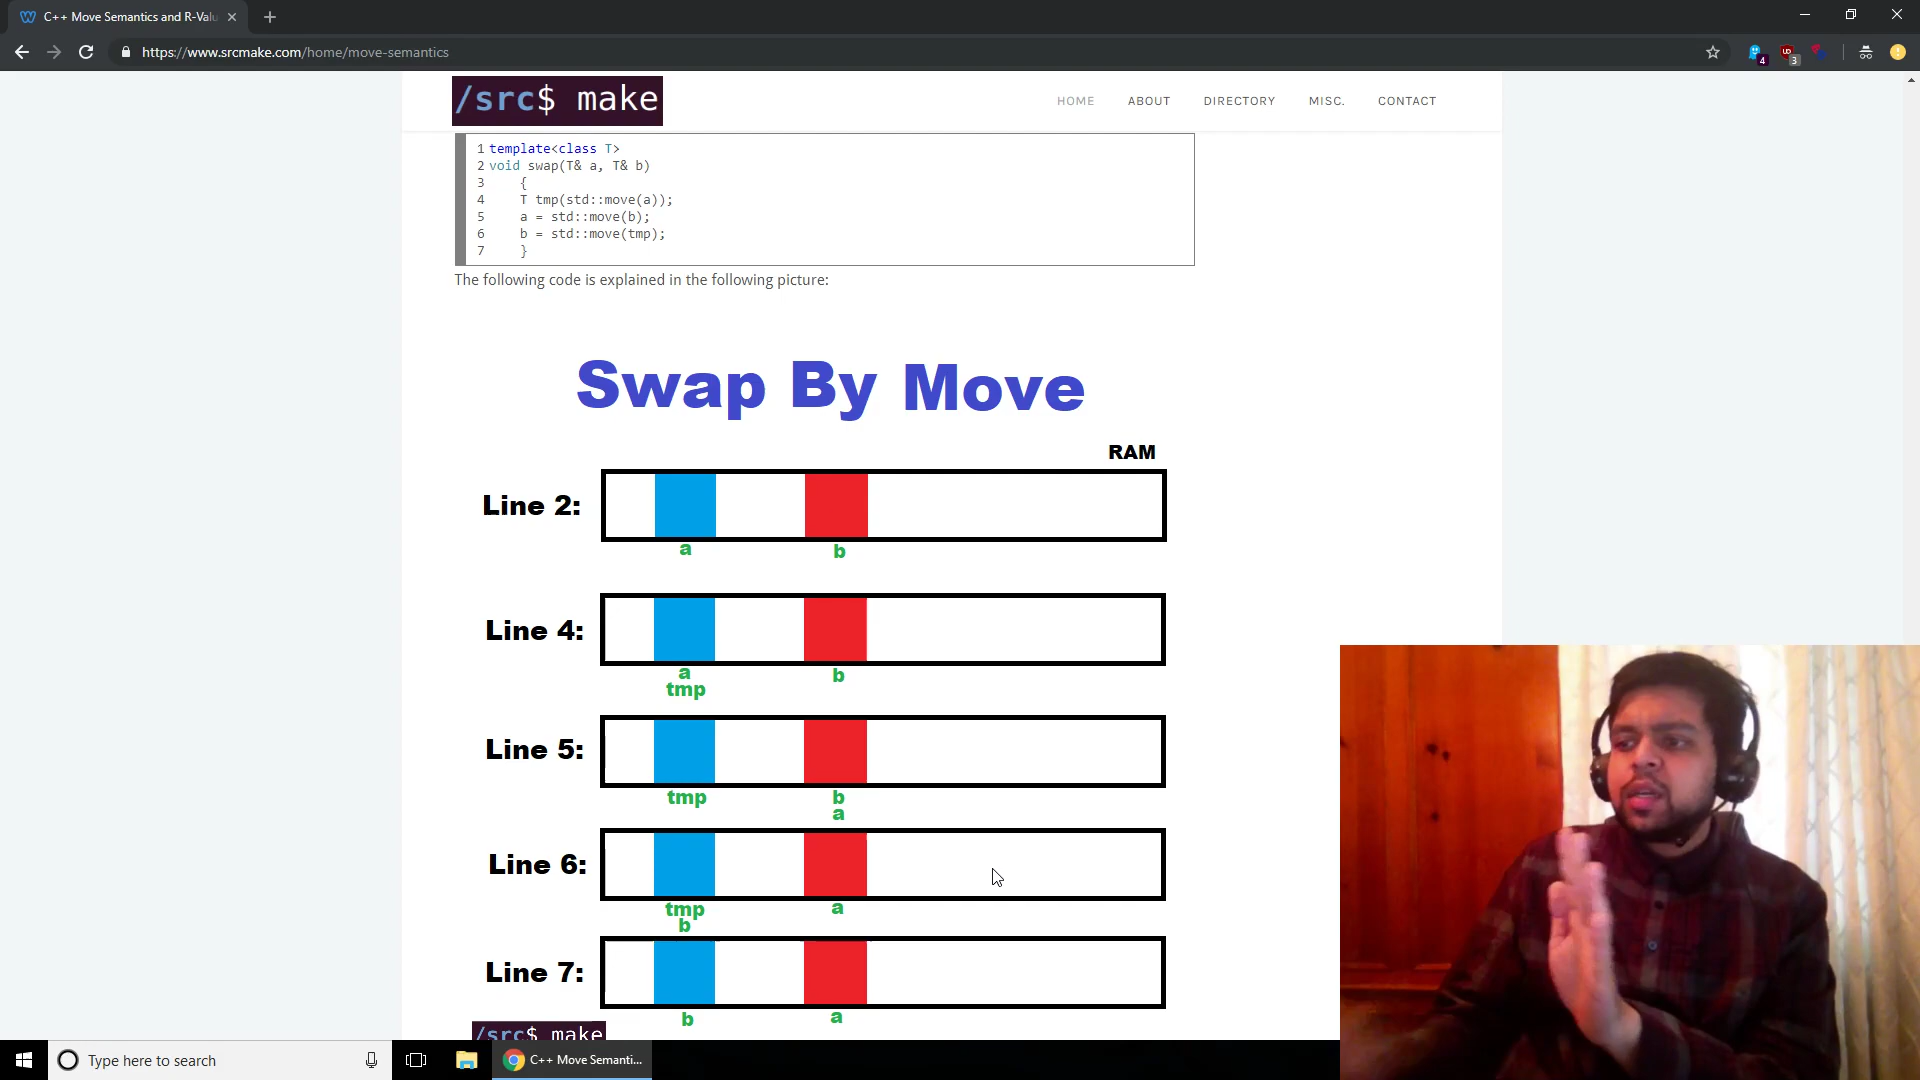 C++ Move Semantics and R-Valu
https://www.srcmake.com/home/move-semantics
4
UD
3
/src$ make
HOME
ABOUT
DIRECTORY
MISC.
CONTACT
1 template<class T>
2 void swap(T& a, T& b)
3 {
4 T tmp(std::move(a));
5 a = std::move(b);
6 b = std::move(tmp);
7 }
The following code is explained in the following picture:
Swap By Move
RAM
Line 2:
a
b
Line 4:
a
b
tmp
Line 5:
tmp
b
a
Line 6:
tmp
a
b
Line 7:
b
a
/src$ make
Type here to search
C++ Move Semanti...